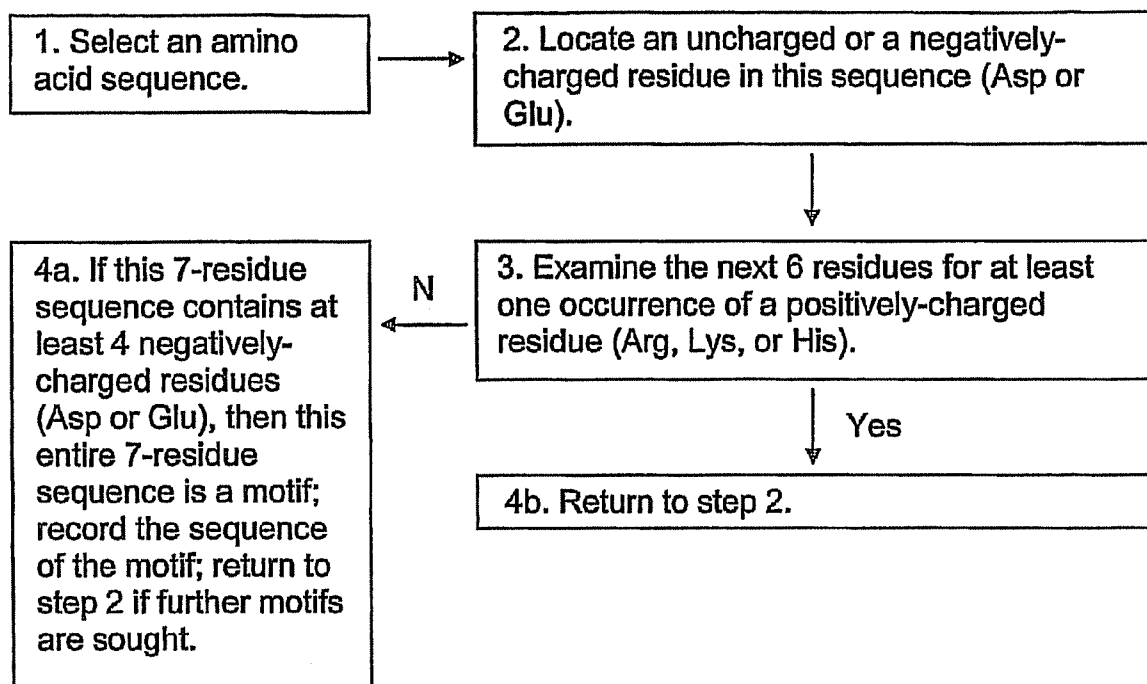 1. Select an amino
acid sequence.
2. Locate an uncharged or a negatively-
charged residue in this sequence (Asp or
Glu).
3. Examine the next 6 residues for at least
one occurrence of a positively-charged
residue (Arg, Lys, or His).
N
4a. If this 7-residue
sequence contains at
least 4 negatively-
charged residues
(Asp or Glu), then this
entire 7-residue
sequence is a motif;
record the sequence
of the motif; return to
step 2 if further motifs
are sought.
Yes
4b. Return to step 2.